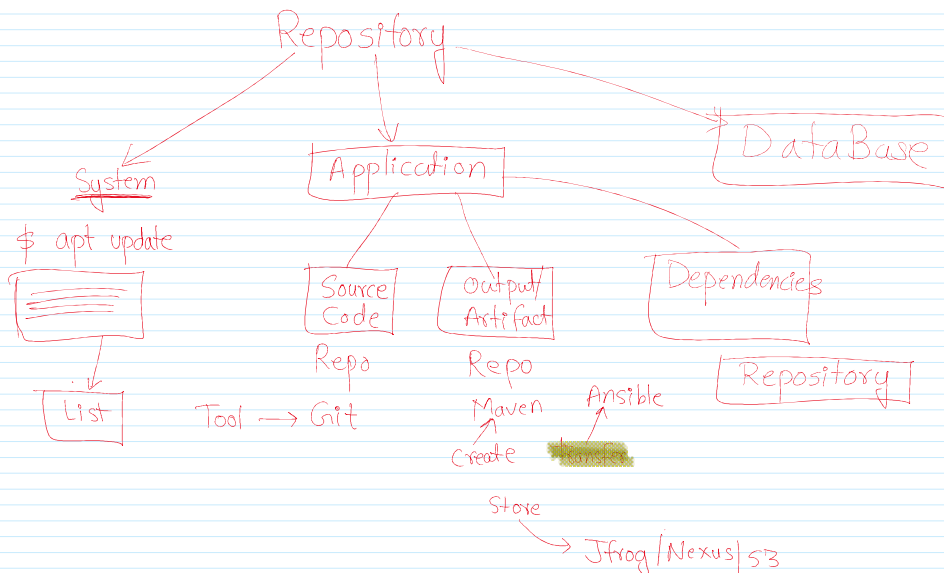 Repository
DataBase
Application
System
$ apt update
Source
Code
Output/
Artifact
Dependencies
Repo
Repo
Repository
List
Tool → Git
Maven
Ansible
Create
transfer
Store
Jfrog/Nexus/S3